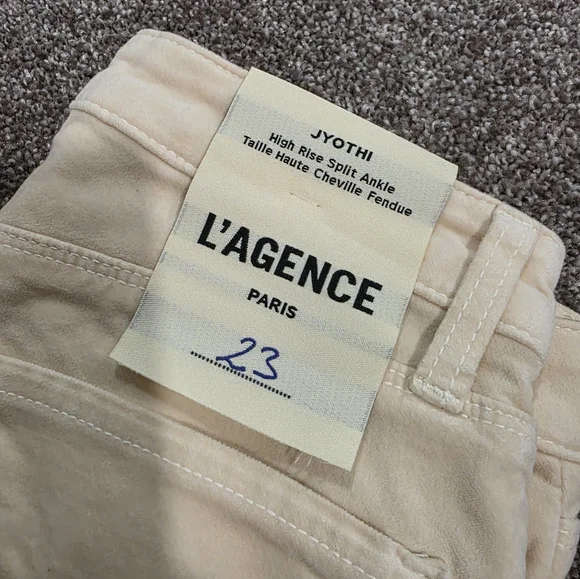 JYOTHI
High Rise Split Ankle
Taille Haute Cheville Fendue
L'AGENCE
PARIS
23